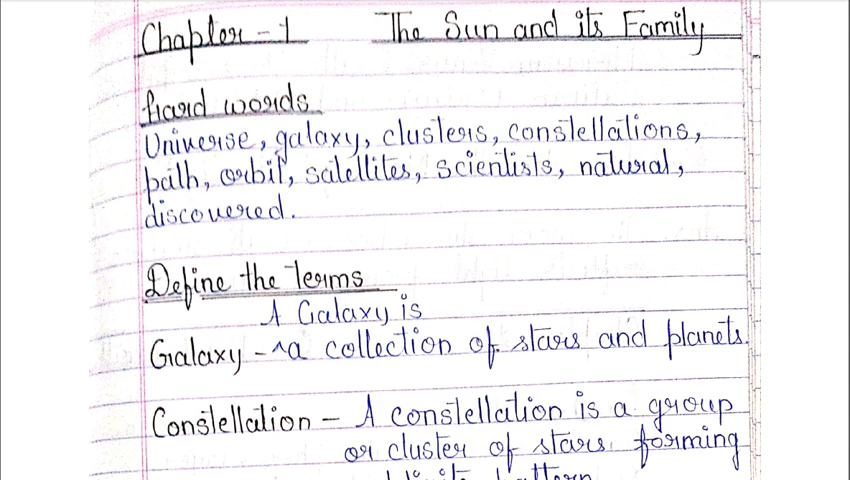 Chapter - 1 The Sun and its Family
hard words
Universe, galaxy, clusters, constellations,
path, orbit, satellites, scientists, natural,
discovered.
Define the terms
A Galaxy is
Galaxy - ^a collection of stars and planets.
Constellation - A constellation is a group
or cluster of stars forming
pattern